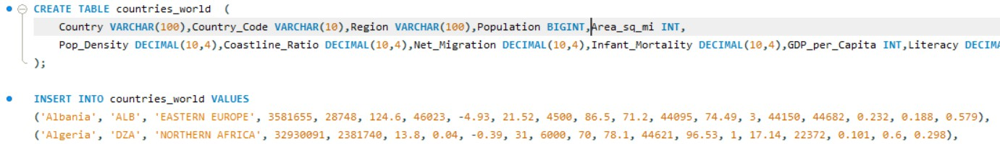 CREATE TABLE countries_world (
Country VARCHAR(100),Country_Code VARCHAR(10),Region VARCHAR(100),Population BIGINT,Area_sq_mi INT,
Pop_Density DECIMAL(10,4),Coastline_Ratio DECIMAL(10,4),Net_Migration DECIMAL(10,4),Infant_Mortality DECIMAL(10,4),GDP_per_Capita INT,Literacy DECIMA
);
INSERT INTO countries_world VALUES
('Albania', 'ALB', 'EASTERN EUROPE', 3581655, 28748, 124.6, 46023, -4.93, 21.52, 4500, 86.5, 71.2, 44095, 74.49, 3, 44150, 44682, 0.232, 0.188, 0.579),
('Algeria', 'DZA', 'NORTHERN AFRICA', 32930091, 2381740, 13.8, 0.04, -0.39, 31, 6000, 70, 78.1, 44621, 96.53, 1, 17.14, 22372, 0.101, 0.6, 0.298),